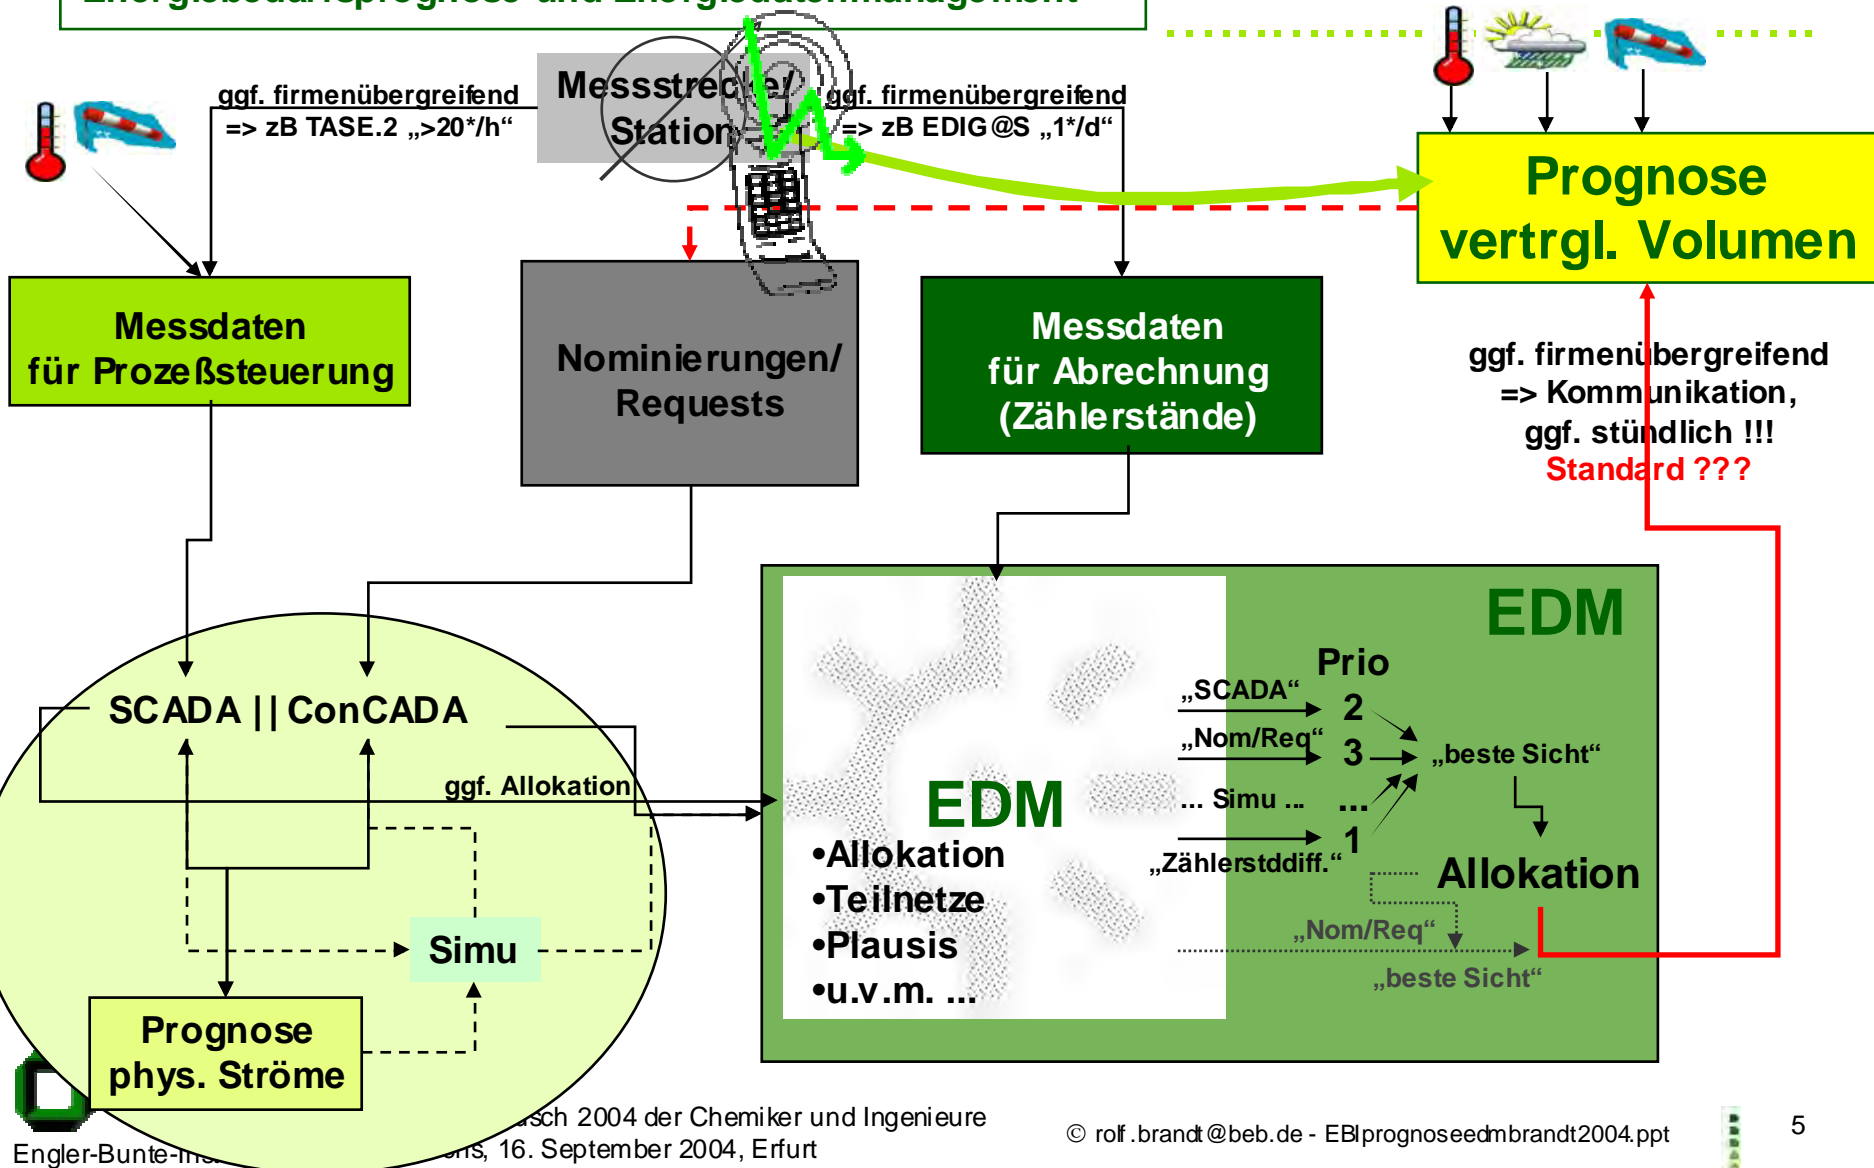 Energiebedarfsprognose und Energiedatenmanagement
ggf. firmenübergreifend
=> zB TASE.2 „>20*/h“
Messstrecke/
Station
ggf. firmenübergreifend
=> zB EDIG@S „1*/d“
Prognose
vertrgl. Volumen
Messdaten
für Prozeßsteuerung
Nominierungen/
Requests
Messdaten
für Abrechnung
(Zählerstände)
ggf. firmenübergreifend
=> Kommunikation,
ggf. stündlich !!!
Standard ???
SCADA || ConCADA
ggf. Allokation
Simu
Prognose
phys. Ströme
EDM
EDM
•Allokation
•Teilnetze
•Plausis
•u.v.m. ...
Prio
„SCADA“ 2
„Nom/Req“ 3
... Simu ... ...
„Zählerstddiff.“ 1
„beste Sicht“
Allokation
„Nom/Req“
„beste Sicht“
2004 der Chemiker und Ingenieure
Engler-Bunte- 16. September 2004, Erfurt
© rolf.brandt@beb.de - EBIprognoseedmbrandt2004.ppt
5